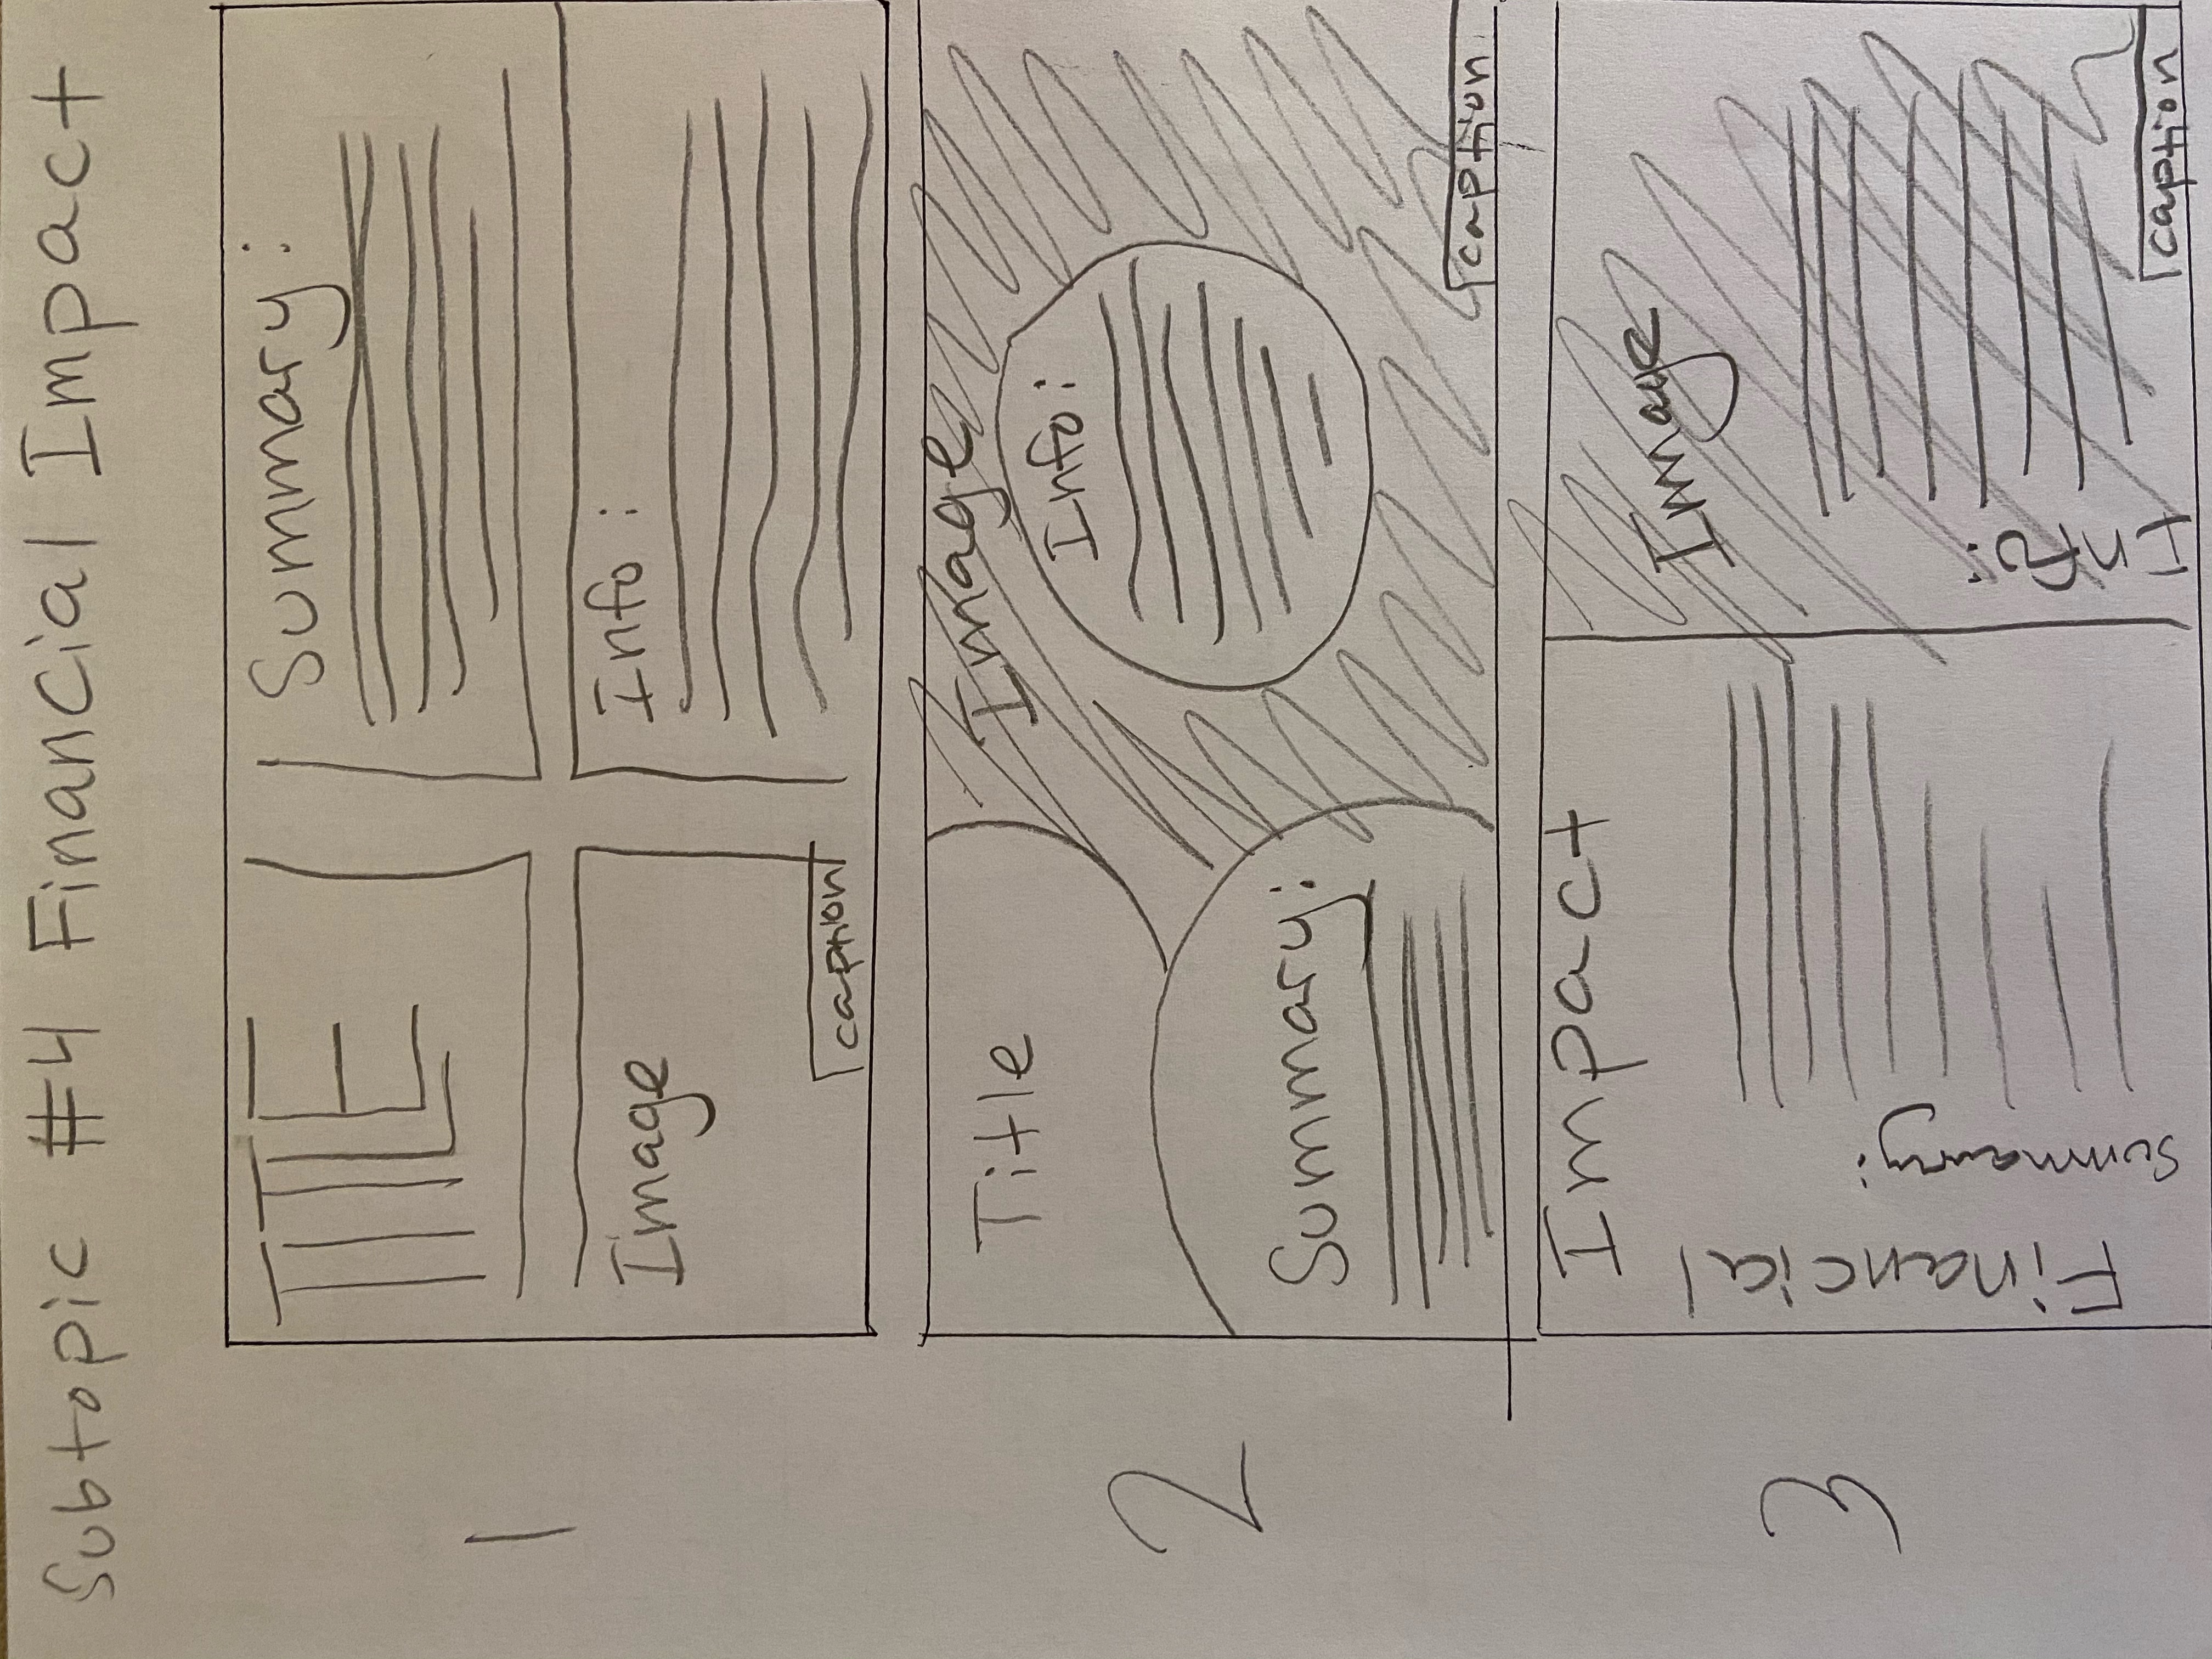 Subtopic #4 Financial Impact
1
TITLE
Summary:
Image
Info:
caption
2
Title
Image
Info:
Summary:
caption
3
Financial Impact
Summary:
Image
Info:
caption